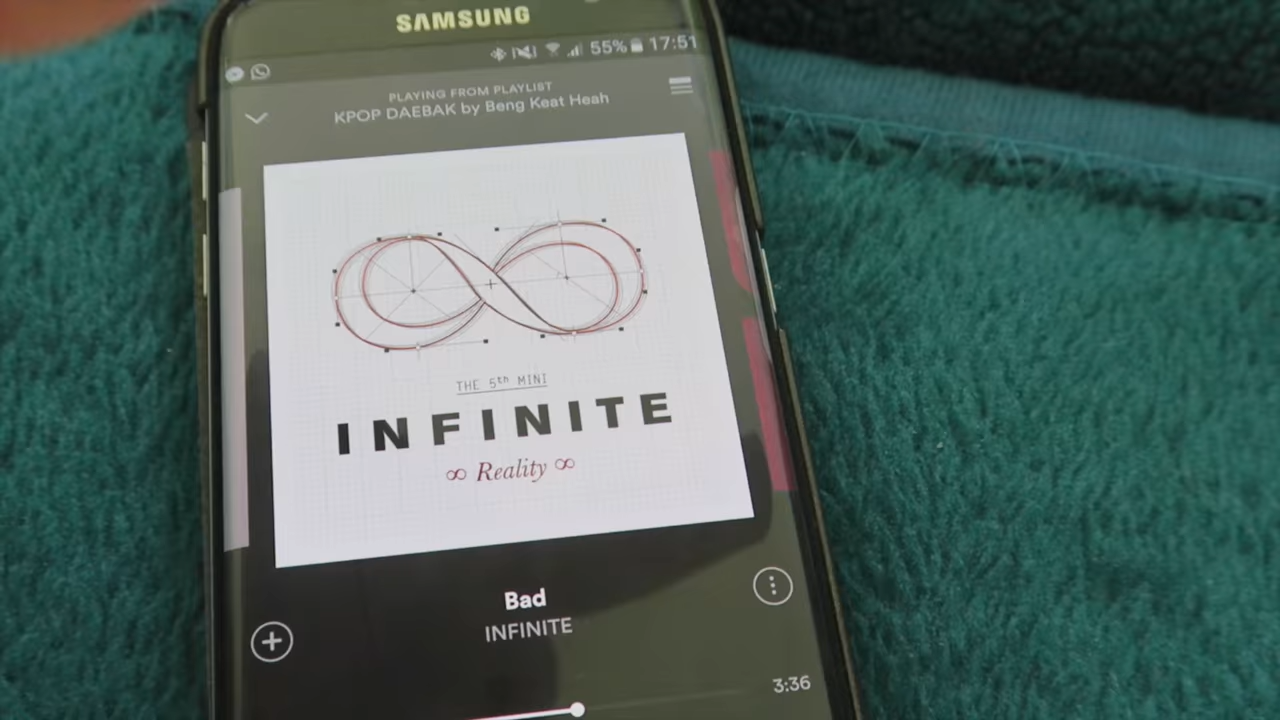 SAMSUNG
55% 17:51
PLAYING FROM PLAYLIST
KPOP DAEBAK by Beng Keat Heah
THE 5th MINI
INFINITE
∞ Reality ∞
Bad
INFINITE
3:36